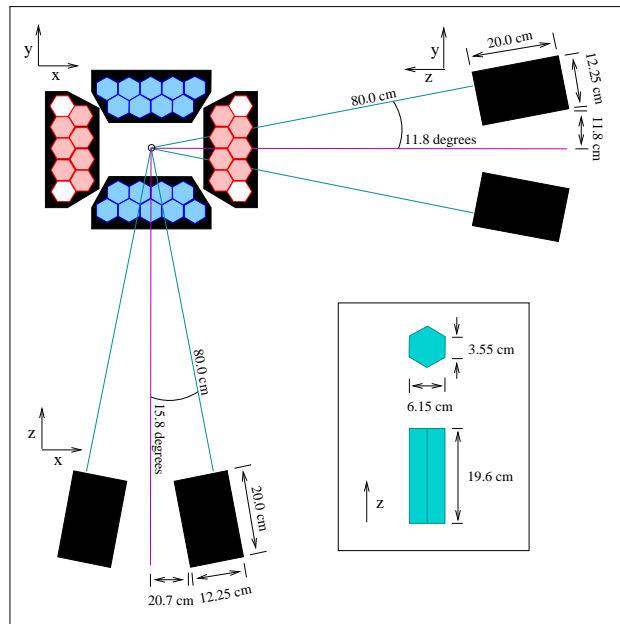 y
x
y
z
20.0 cm
12.25 cm
11.8 cm
80.0 cm
11.8 degrees
80.0 cm
15.8 degrees
z
x
20.0 cm
20.7 cm
12.25 cm
3.55 cm
6.15 cm
19.6 cm
z